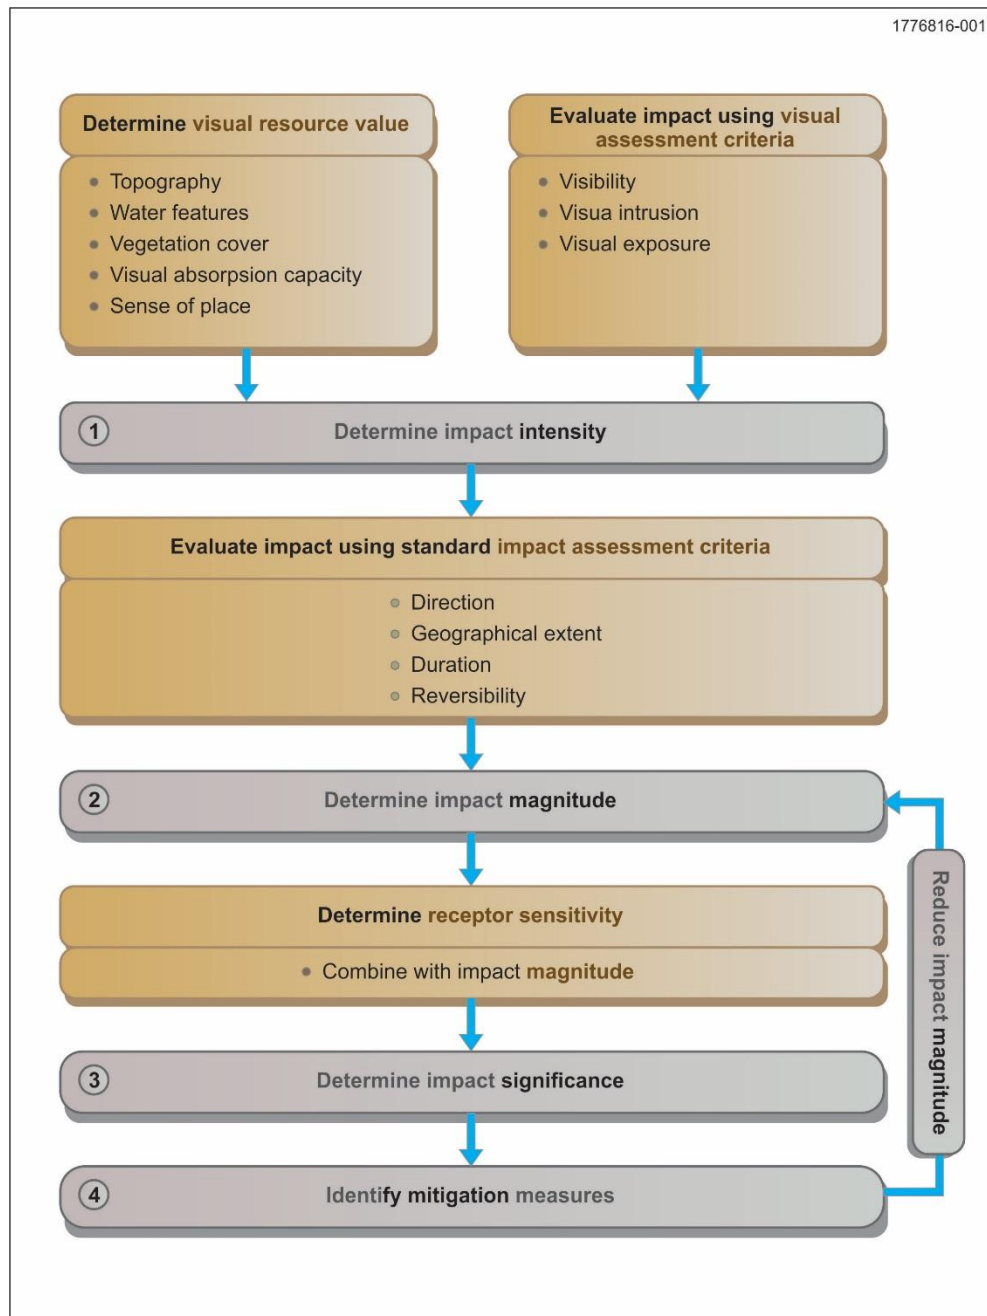 1776816-001
Determine visual resource value
• Topography
• Water features
• Vegetation cover
• Visual absorpsion capacity
• Sense of place
Evaluate impact using visual
assessment criteria
• Visibility
• Visua intrusion
• Visual exposure
1 Determine impact intensity
Evaluate impact using standard impact assessment criteria
• Direction
• Geographical extent
• Duration
• Reversibility
2 Determine impact magnitude
Determine receptor sensitivity
• Combine with impact magnitude
3 Determine impact significance
4 Identify mitigation measures
Reduce impact magnitude